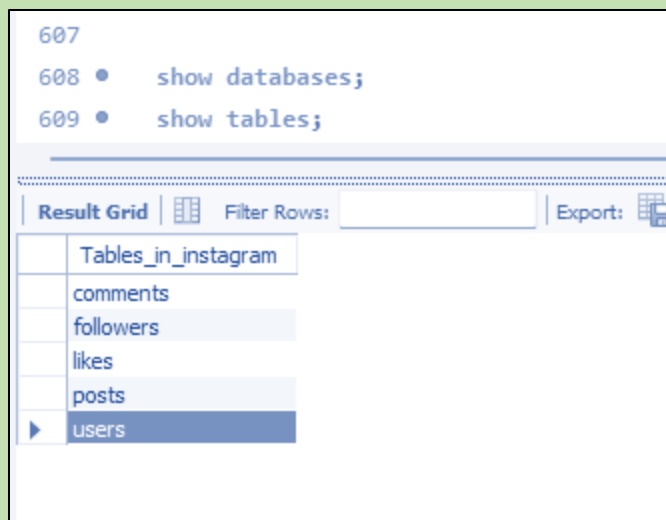 607
608 show databases;
609 show tables;
Result Grid Filter Rows: Export:
Tables_in_instagram
comments
followers
likes
posts
users